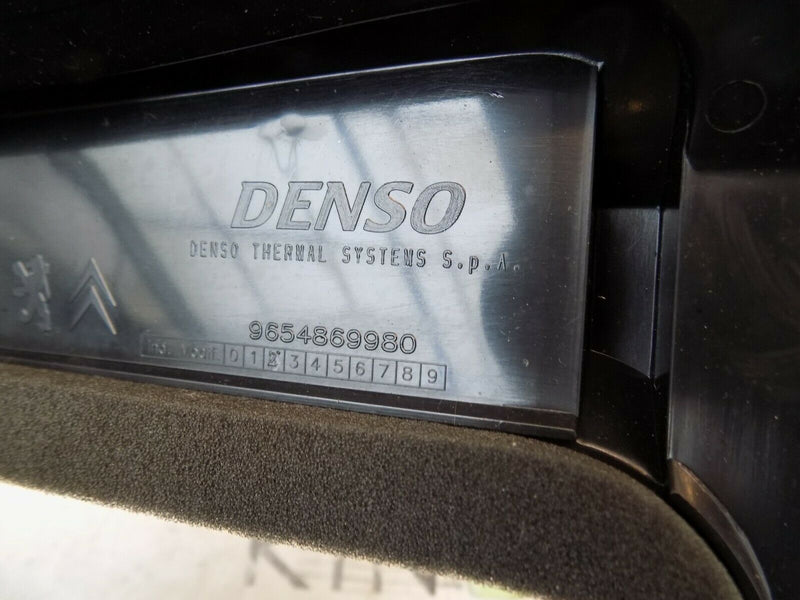 DENSO
DENSO THERMAL SYSTEMS S.p.A.
9654869980
0 1 2 3 4 5 6 7 8 9